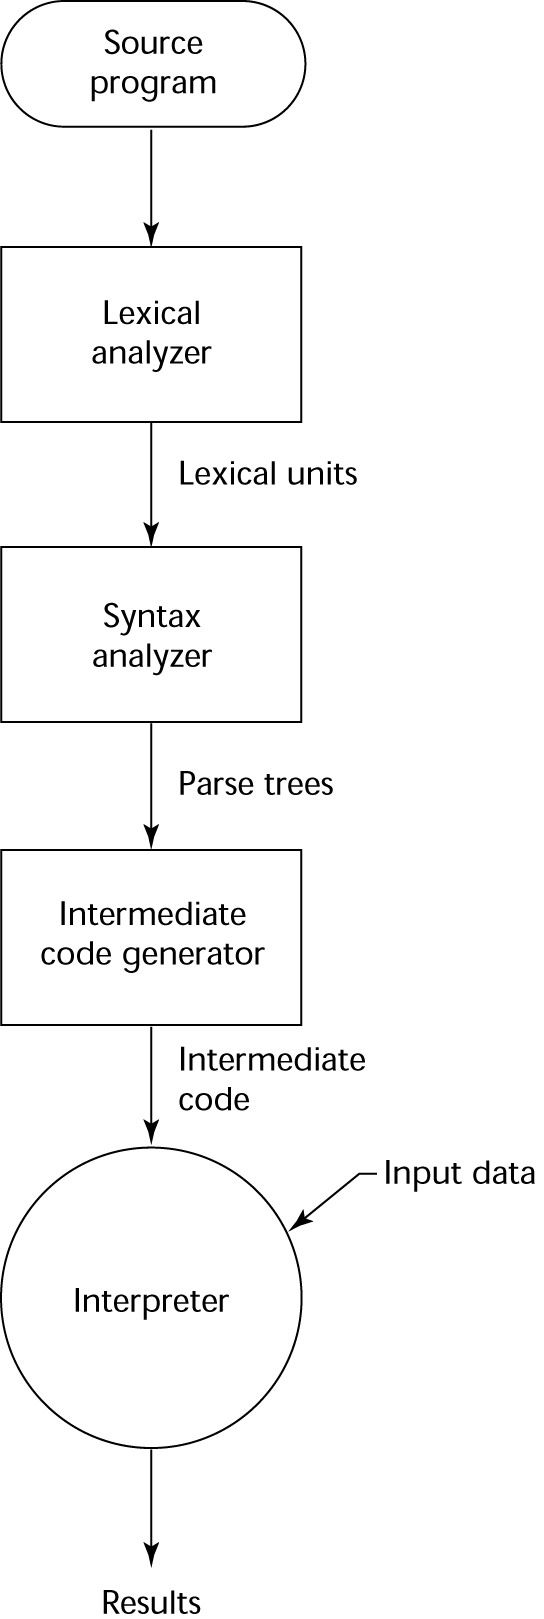 Source
program
Lexical
analyzer
Lexical units
Syntax
analyzer
Parse trees
Intermediate
code generator
Intermediate
code
Input data
Interpreter
Results